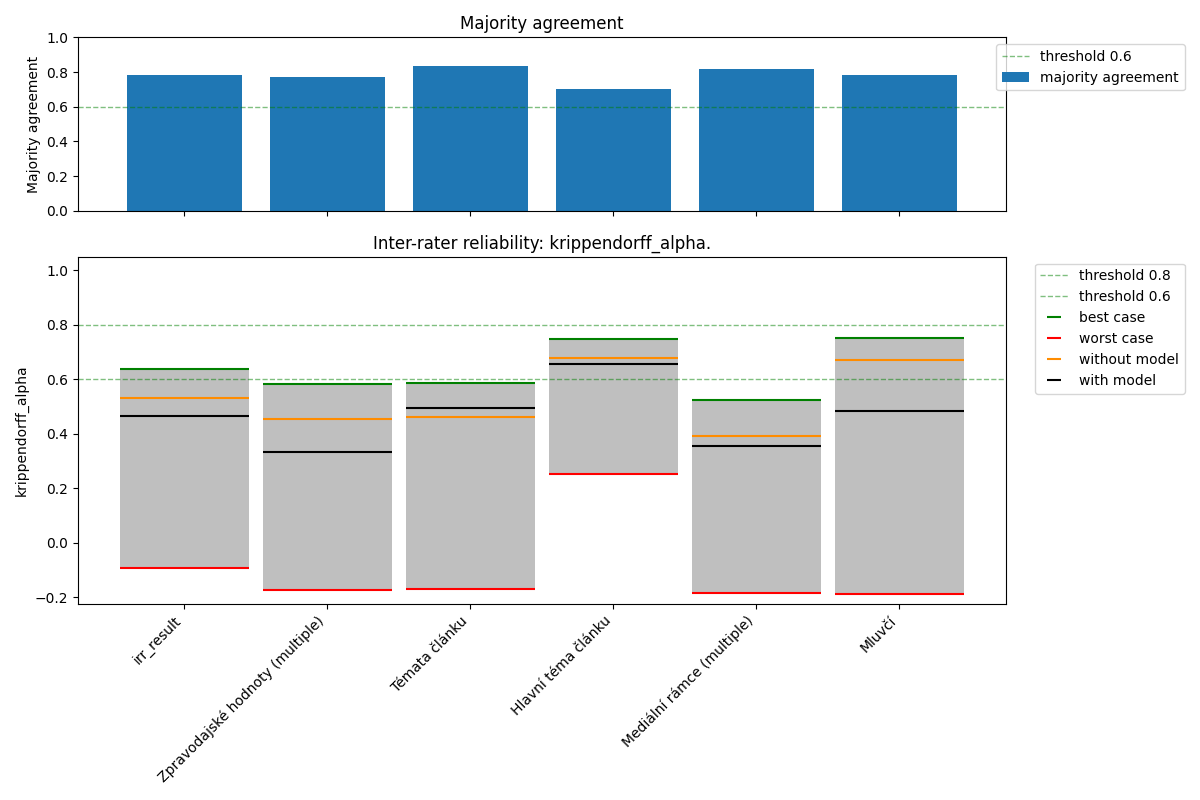 Majority agreement
Majority agreement
1.0
0.8
0.6
0.4
0.2
0.0
threshold 0.6
majority agreement
Inter-rater reliability: krippendorff_alpha.
krippendorff_alpha
1.0
0.8
0.6
0.4
0.2
0.0
−0.2
threshold 0.8
threshold 0.6
best case
worst case
without model
with model
irr_result
Zpravodajské hodnoty (multiple)
Témata článku
Hlavní téma článku
Mediální rámce (multiple)
Mluvčí